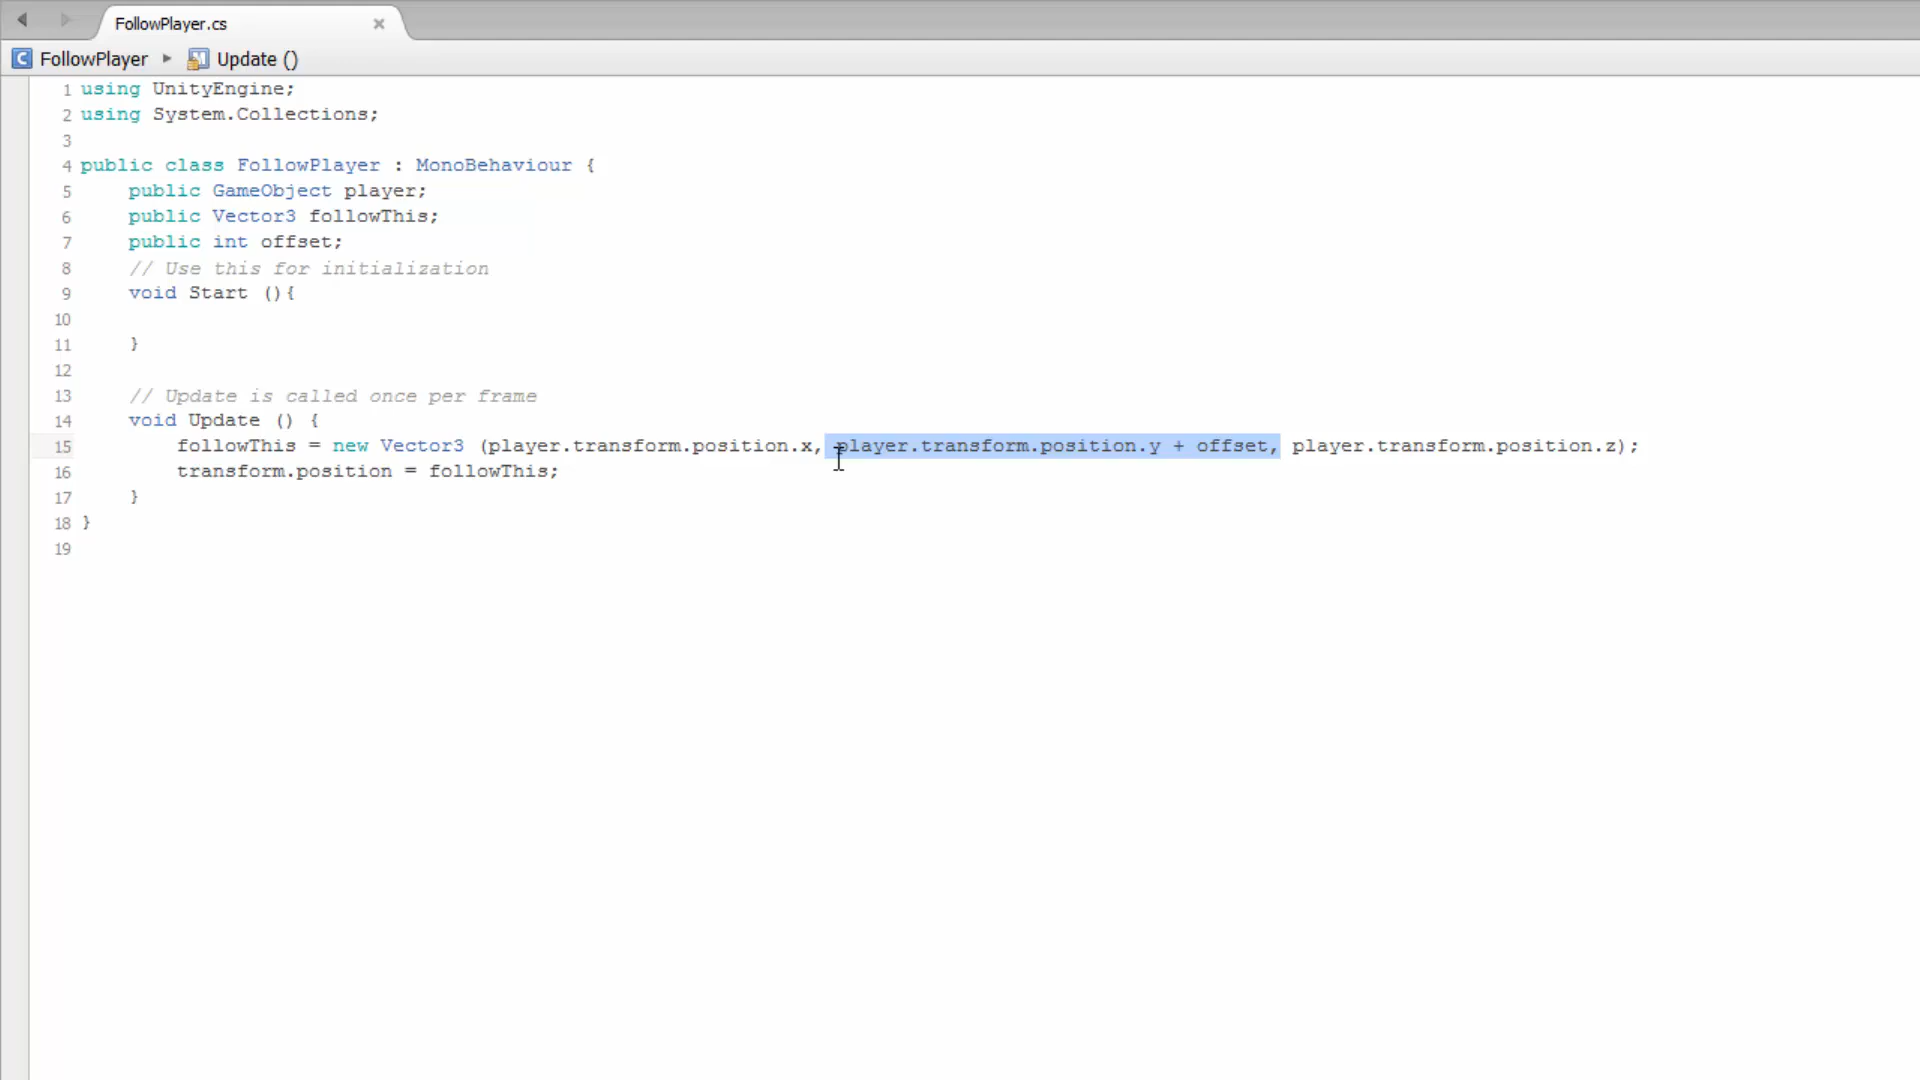 FollowPlayer.cs
FollowPlayer Update ()
1 using UnityEngine;
2 using System.Collections;
3
4 public class FollowPlayer : MonoBehaviour {
5 public GameObject player;
6 public Vector3 followThis;
7 public int offset;
8 // Use this for initialization
9 void Start (){
10
11 }
12
13 // Update is called once per frame
14 void Update () {
15 followThis = new Vector3 (player.transform.position.x, player.transform.position.y + offset, player.transform.position.z);
16 transform.position = followThis;
17 }
18 }
19